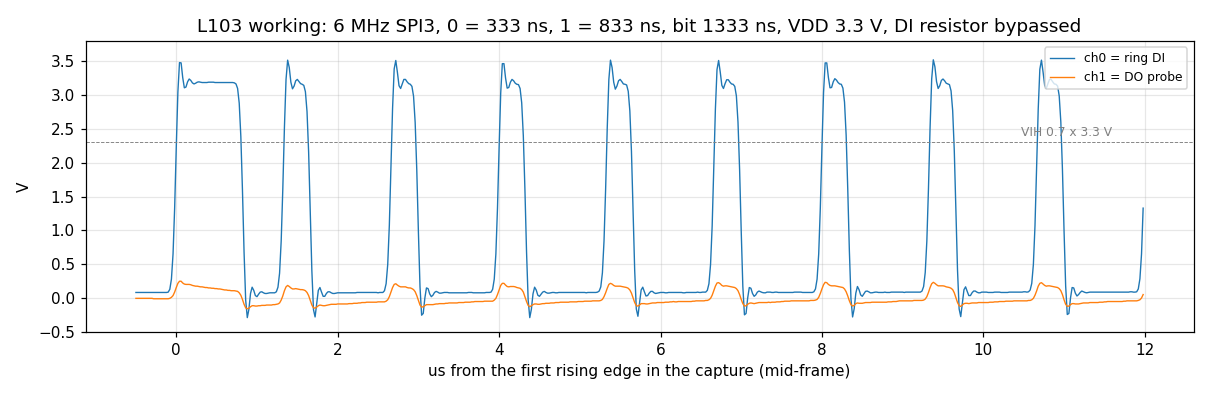 L103 working: 6 MHz SPI3, 0 = 333 ns, 1 = 833 ns, bit 1333 ns, VDD 3.3 V, DI resistor bypassed
ch0 = ring DI
ch1 = DO probe
VIH 0.7 x 3.3 V
V
3.5
3.0
2.5
2.0
1.5
1.0
0.5
0.0
−0.5
0 2 4 6 8 10 12
us from the first rising edge in the capture (mid-frame)